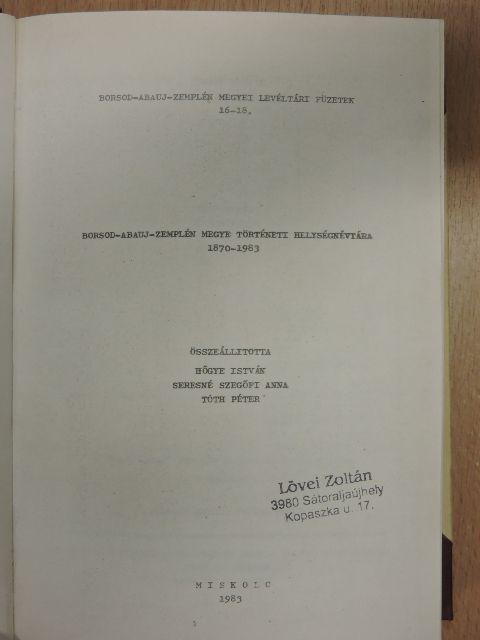 BORSOD-ABAUJ-ZEMPLÉN MEGYEI LEVÉLTÁRI FÜZETEK
16-18.
BORSOD-ABAUJ-ZEMPLÉN MEGYE TÖRTÉNETI HELYSÉGNÉVTÁRA
1870-1983
ÖSSZEÁLLITOTTA
HŐGYE ISTVÁN
SERESNÉ SZEGŐFI ANNA
TÓTH PÉTER
Lövei Zoltán
3980 Sátoraljaújhely
Kopaszka u. 17.
MISKOLC
1983